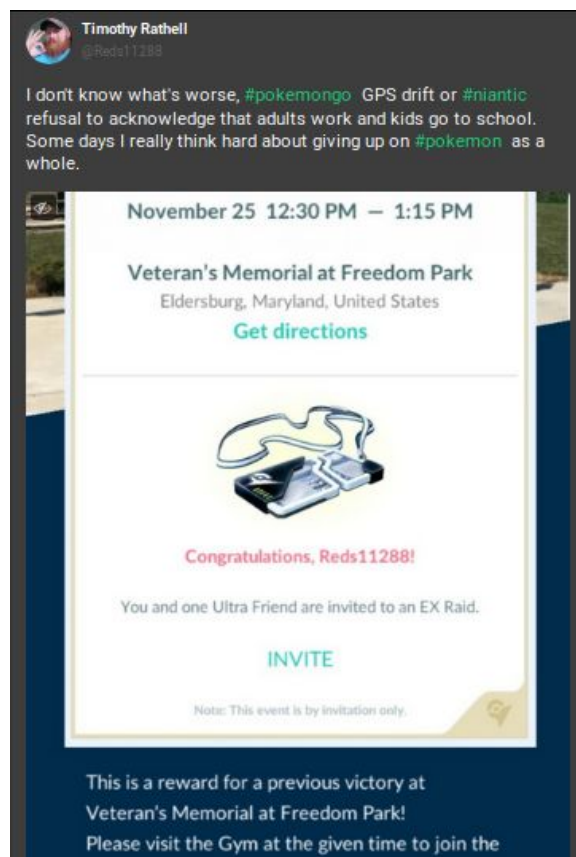 Timothy Rathell
@Reds11288
I don't know what's worse, #pokemongo GPS drift or #niantic
refusal to acknowledge that adults work and kids go to school.
Some days I really think hard about giving up on #pokemon as a
whole.
November 25 12:30 PM – 1:15 PM
Veteran's Memorial at Freedom Park
Eldersburg, Maryland, United States
Get directions
Congratulations, Reds11288!
You and one Ultra Friend are invited to an EX Raid.
INVITE
Note: This event is by invitation only.
This is a reward for a previous victory at
Veteran's Memorial at Freedom Park!
Please visit the Gym at the given time to join the